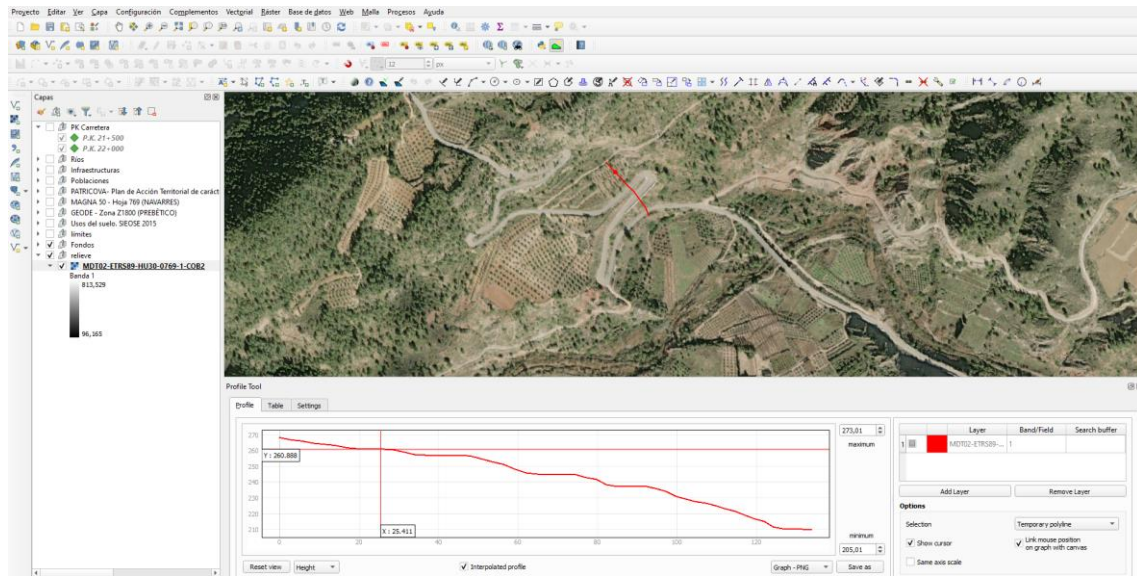 Proyecto Editar Ver Capa Configuración Complementos Vectorial Ráster Base de datos Web Malla Procesos Ayuda
12 px
Capas
PK Carretera
P.K. 21+500
P.K. 22+000
Ríos
Infraestructuras
Poblaciones
PATRICOVA- Plan de Acción Territorial de caráct
MAGNA 50 - Hoja 769 (NAVARRES)
GEODE - Zona Z1800 (PREBÉTICO)
Usos del suelo. SIEOSE 2015
límites
Fondos
relieve
MDT02-ETRS89-HU30-0769-1-COB2
Banda 1
813,529
96,165
Profile Tool
Profile Table Settings
270
260
250
240
230
220
210
0 20 40 60 80 100 120
Y : 260.888
X : 25.411
273,01
maximum
minimum
205,01
Reset view Height Interpolated profile Graph - PNG Save as
Layer Band/Field Search buffer
1 MDT02-ETRS89-... 1
Add Layer Remove Layer
Options
Selection Temporary polyline
Show cursor Link mouse position on graph with canvas
Same axis scale